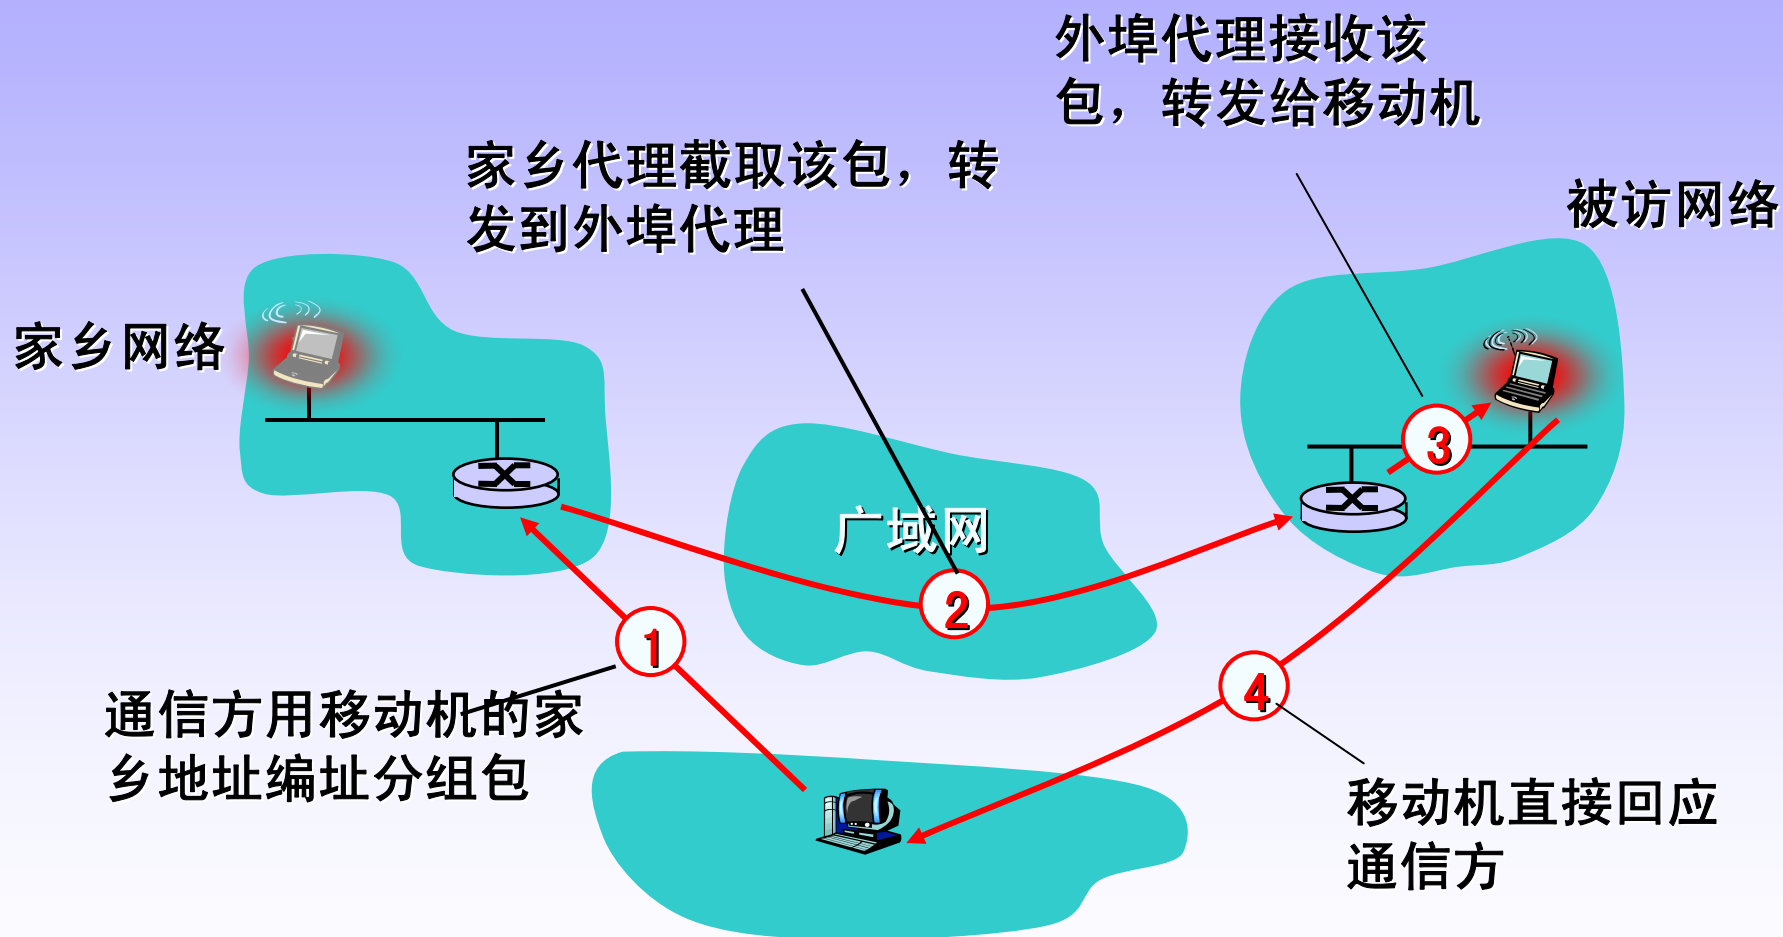 外埠代理接收该
包，转发给移动机
家乡代理截取该包，转
发到外埠代理
被访网络
家乡网络
广域网
3
2
1
4
通信方用移动机的家
乡地址编址分组包
移动机直接回应
通信方